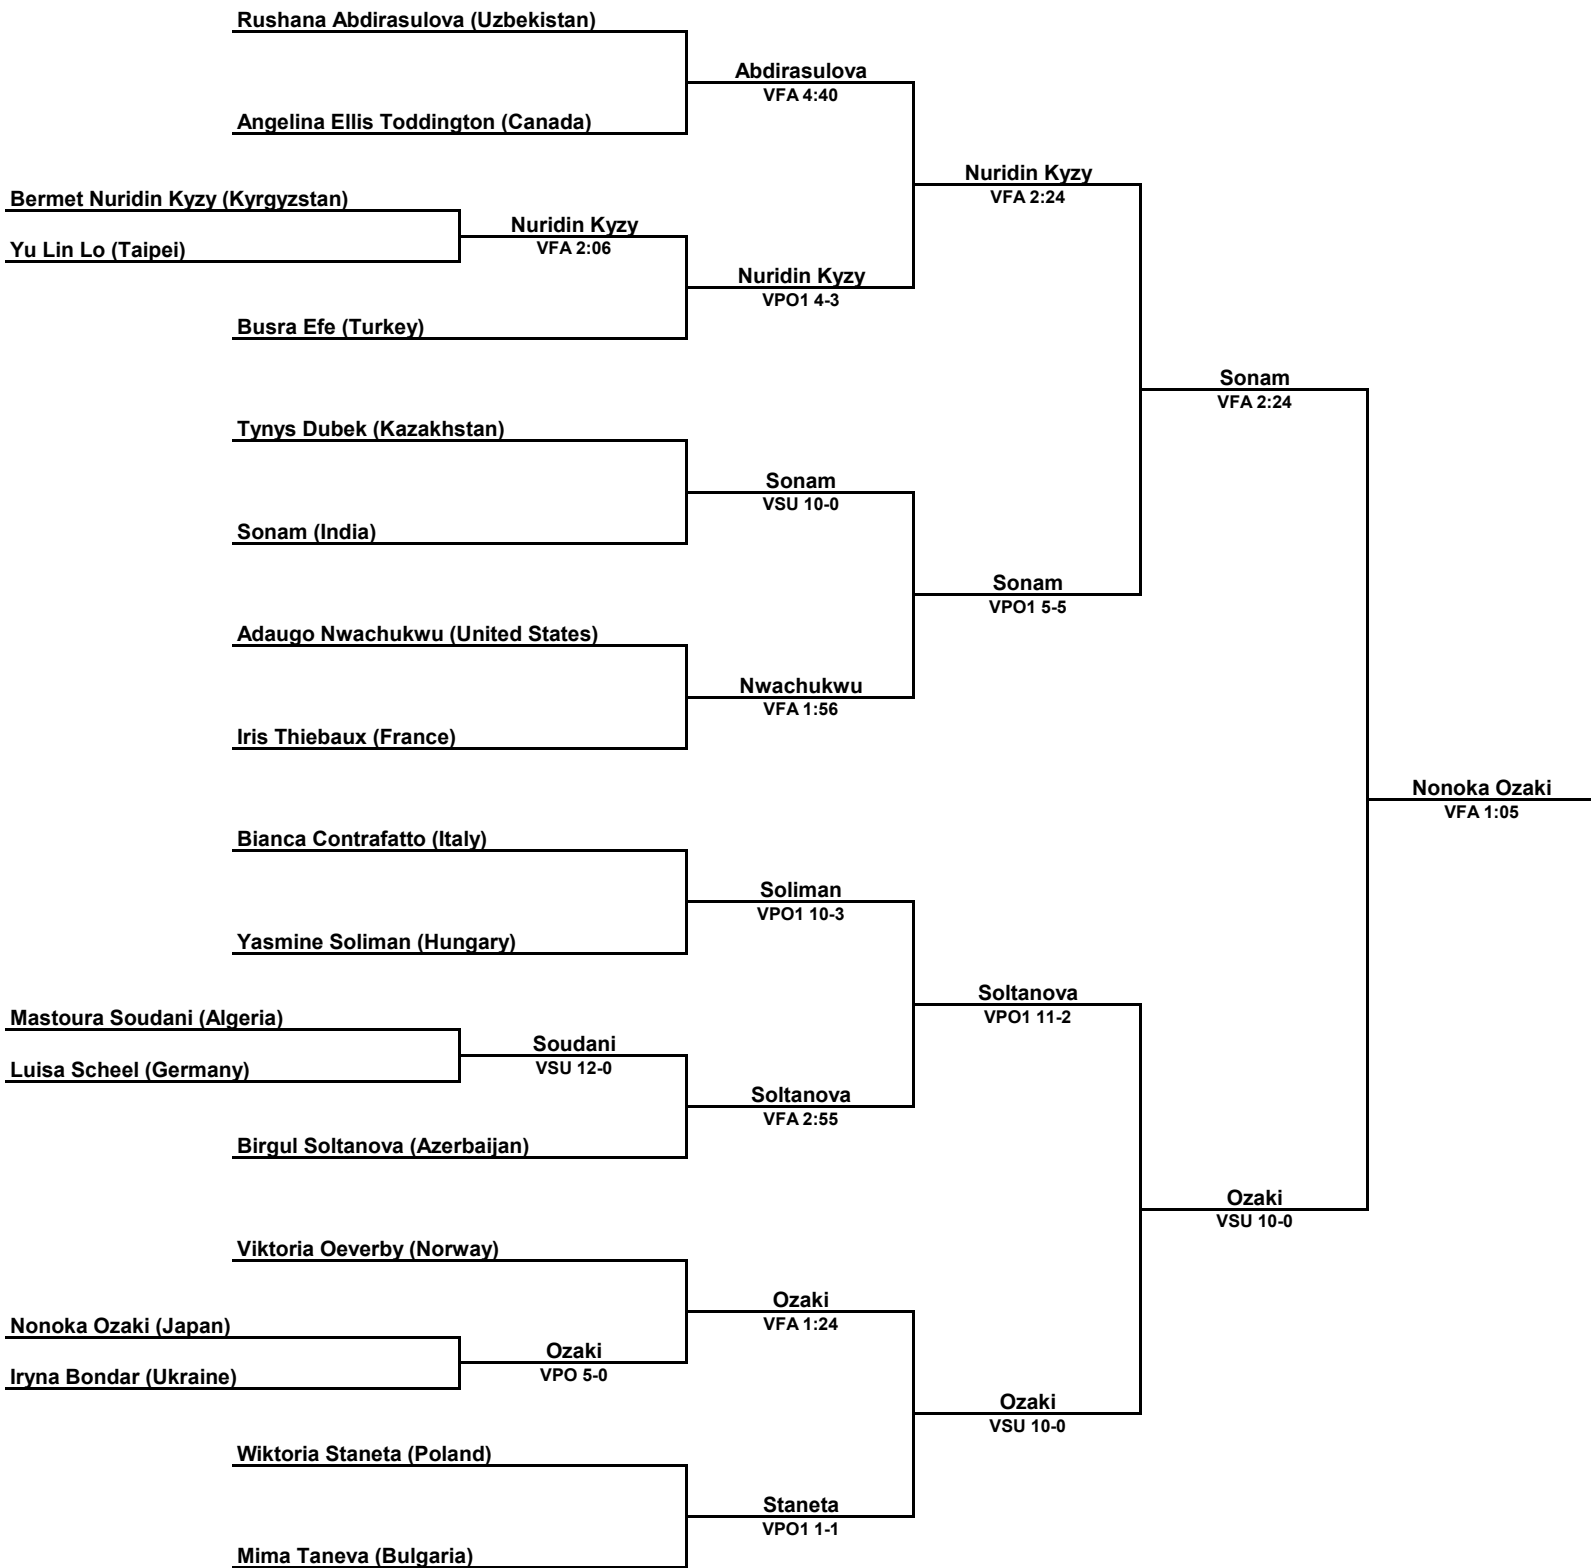 Rushana Abdirasulova (Uzbekistan)
Abdirasulova
VFA 4:40
Angelina Ellis Toddington (Canada)
Nuridin Kyzy
VFA 2:24
Bermet Nuridin Kyzy (Kyrgyzstan)
Nuridin Kyzy
VFA 2:06
Yu Lin Lo (Taipei)
Nuridin Kyzy
VPO1 4-3
Busra Efe (Turkey)
Sonam
VFA 2:24
Tynys Dubek (Kazakhstan)
Sonam
VSU 10-0
Sonam (India)
Sonam
VPO1 5-5
Adaugo Nwachukwu (United States)
Nwachukwu
VFA 1:56
Iris Thiebaux (France)
Nonoka Ozaki
VFA 1:05
Bianca Contrafatto (Italy)
Soliman
VPO1 10-3
Yasmine Soliman (Hungary)
Soltanova
VPO1 11-2
Mastoura Soudani (Algeria)
Soudani
VSU 12-0
Luisa Scheel (Germany)
Soltanova
VFA 2:55
Birgul Soltanova (Azerbaijan)
Ozaki
VSU 10-0
Viktoria Oeverby (Norway)
Ozaki
VFA 1:24
Nonoka Ozaki (Japan)
Ozaki
VPO 5-0
Iryna Bondar (Ukraine)
Ozaki
VSU 10-0
Wiktoria Staneta (Poland)
Staneta
VPO1 1-1
Mima Taneva (Bulgaria)